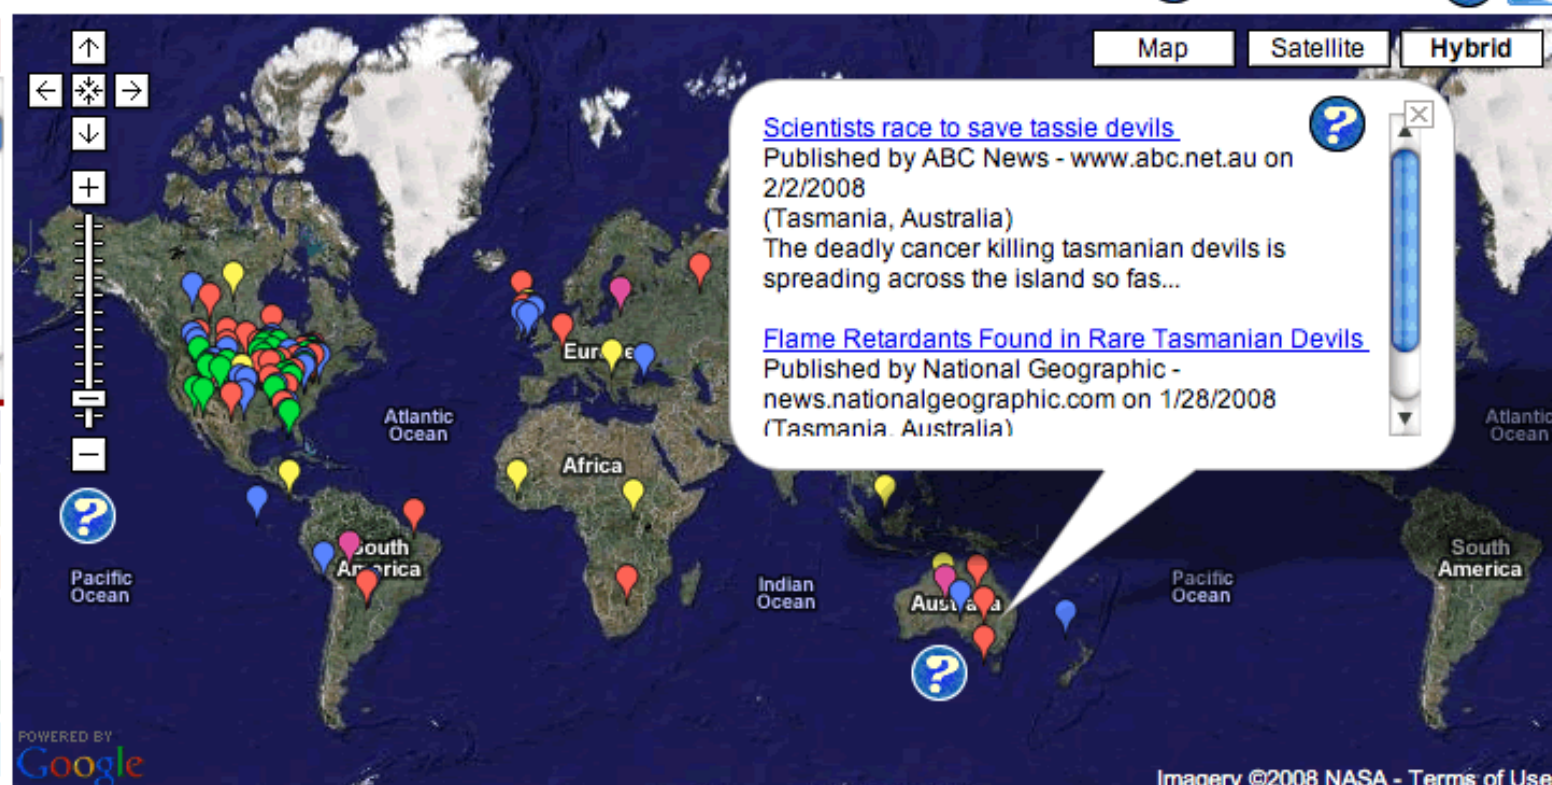 Map
Satellite
Hybrid
Scientists race to save tassie devils
Published by ABC News - www.abc.net.au on
2/2/2008
(Tasmania, Australia)
The deadly cancer killing tasmanian devils is
spreading across the island so fas...
Flame Retardants Found in Rare Tasmanian Devils
Published by National Geographic -
news.nationalgeographic.com on 1/28/2008
(Tasmania, Australia)
Europe
Atlantic
Ocean
Atlantic
Ocean
Africa
South
America
Pacific
Ocean
Indian
Ocean
Australia
Pacific
Ocean
South
America
POWERED BY
Google
Imagery ©2008 NASA - Terms of Use